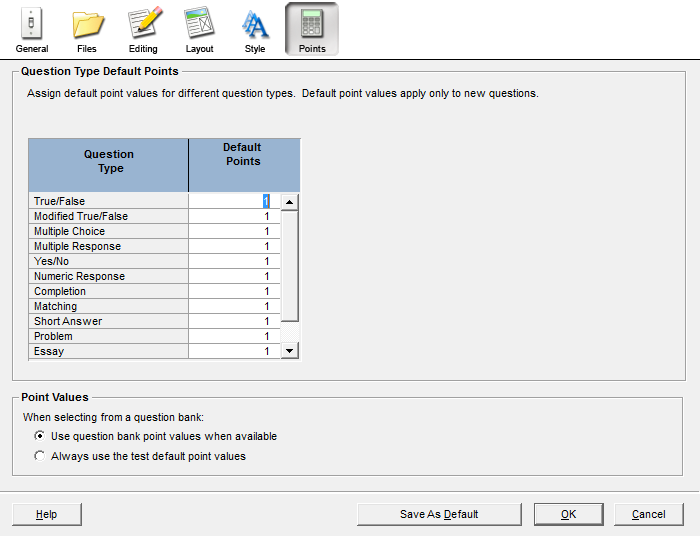 General Files Editing Layout Style Points
Question Type Default Points
Assign default point values for different question types. Default point values apply only to new questions.
Question Type Default Points
True/False 1
Modified True/False 1
Multiple Choice 1
Multiple Response 1
Yes/No 1
Numeric Response 1
Completion 1
Matching 1
Short Answer 1
Problem 1
Essay 1
Point Values
When selecting from a question bank:
Use question bank point values when available
Always use the test default point values
Help Save As Default OK Cancel